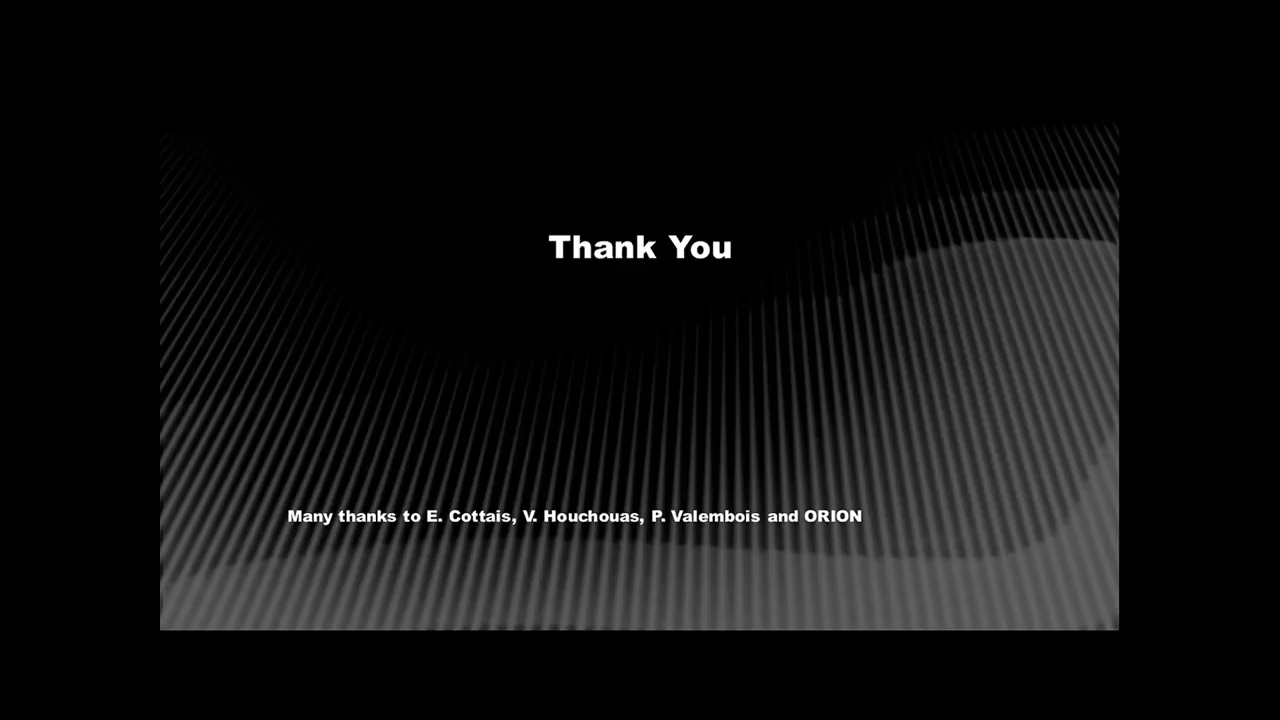 Thank You
Many thanks to E. Cottais, V. Houchouas, P. Valembois and ORION